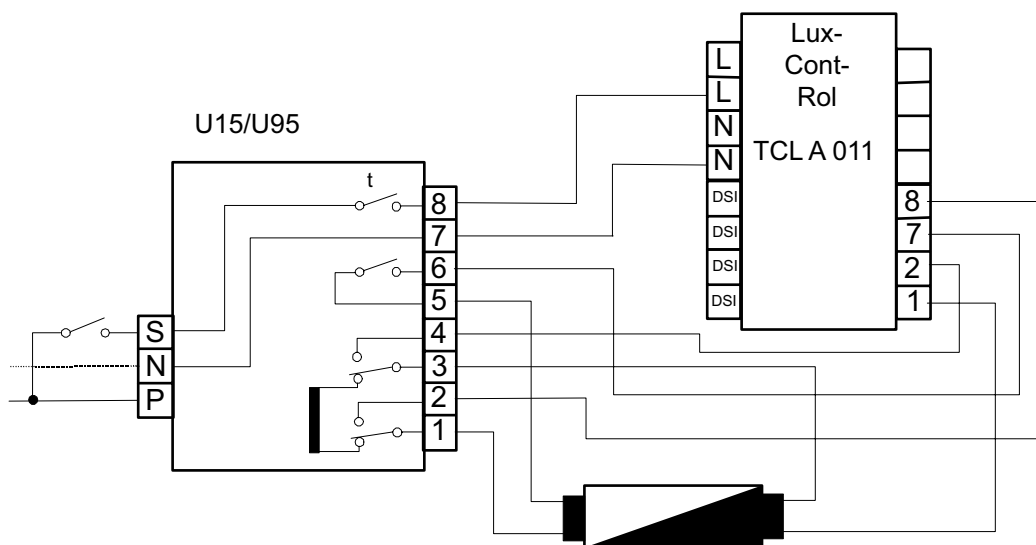 Lux-
Cont-
Rol
TCL A 011
L
L
N
N
DSI
DSI
DSI
DSI
8
7
2
1
U15/U95
t
8
7
6
5
4
3
2
1
S
N
P